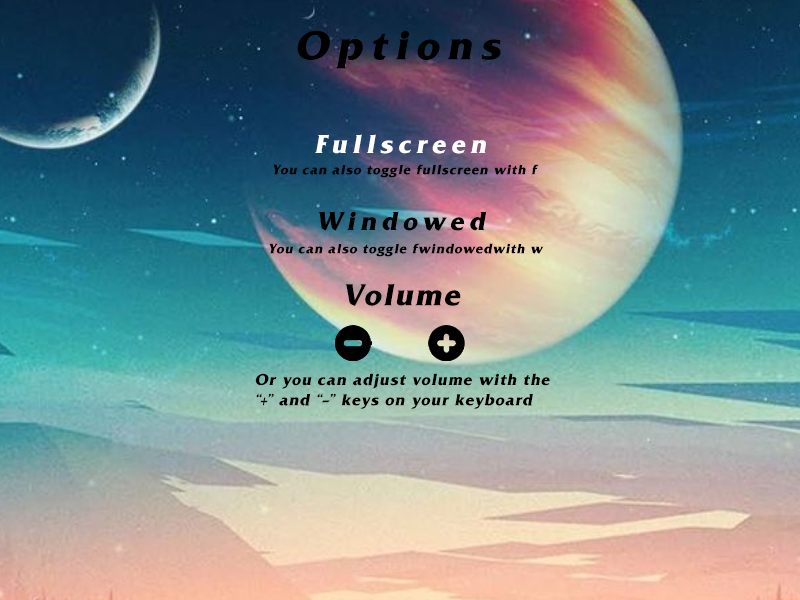 Options
Fullscreen
You can also toggle fullscreen with f
Windowed
You can also toggle fwindowedwith w
Volume
Or you can adjust volume with the
“+” and “-” keys on your keyboard